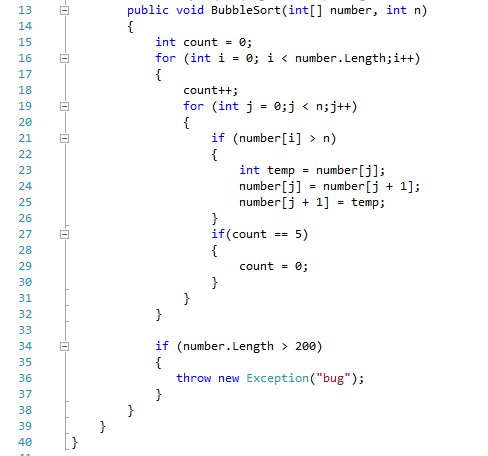 13 public void BubbleSort(int[] number, int n)
14 {
15 int count = 0;
16 for (int i = 0; i < number.Length;i++)
17 {
18 count++;
19 for (int j = 0;j < n;j++)
20 {
21 if (number[i] > n)
22 {
23 int temp = number[j];
24 number[j] = number[j + 1];
25 number[j + 1] = temp;
26 }
27 if(count == 5)
28 {
29 count = 0;
30 }
31 }
32 }
33
34 if (number.Length > 200)
35 {
36 throw new Exception("bug");
37 }
38 }
39 }
40 }